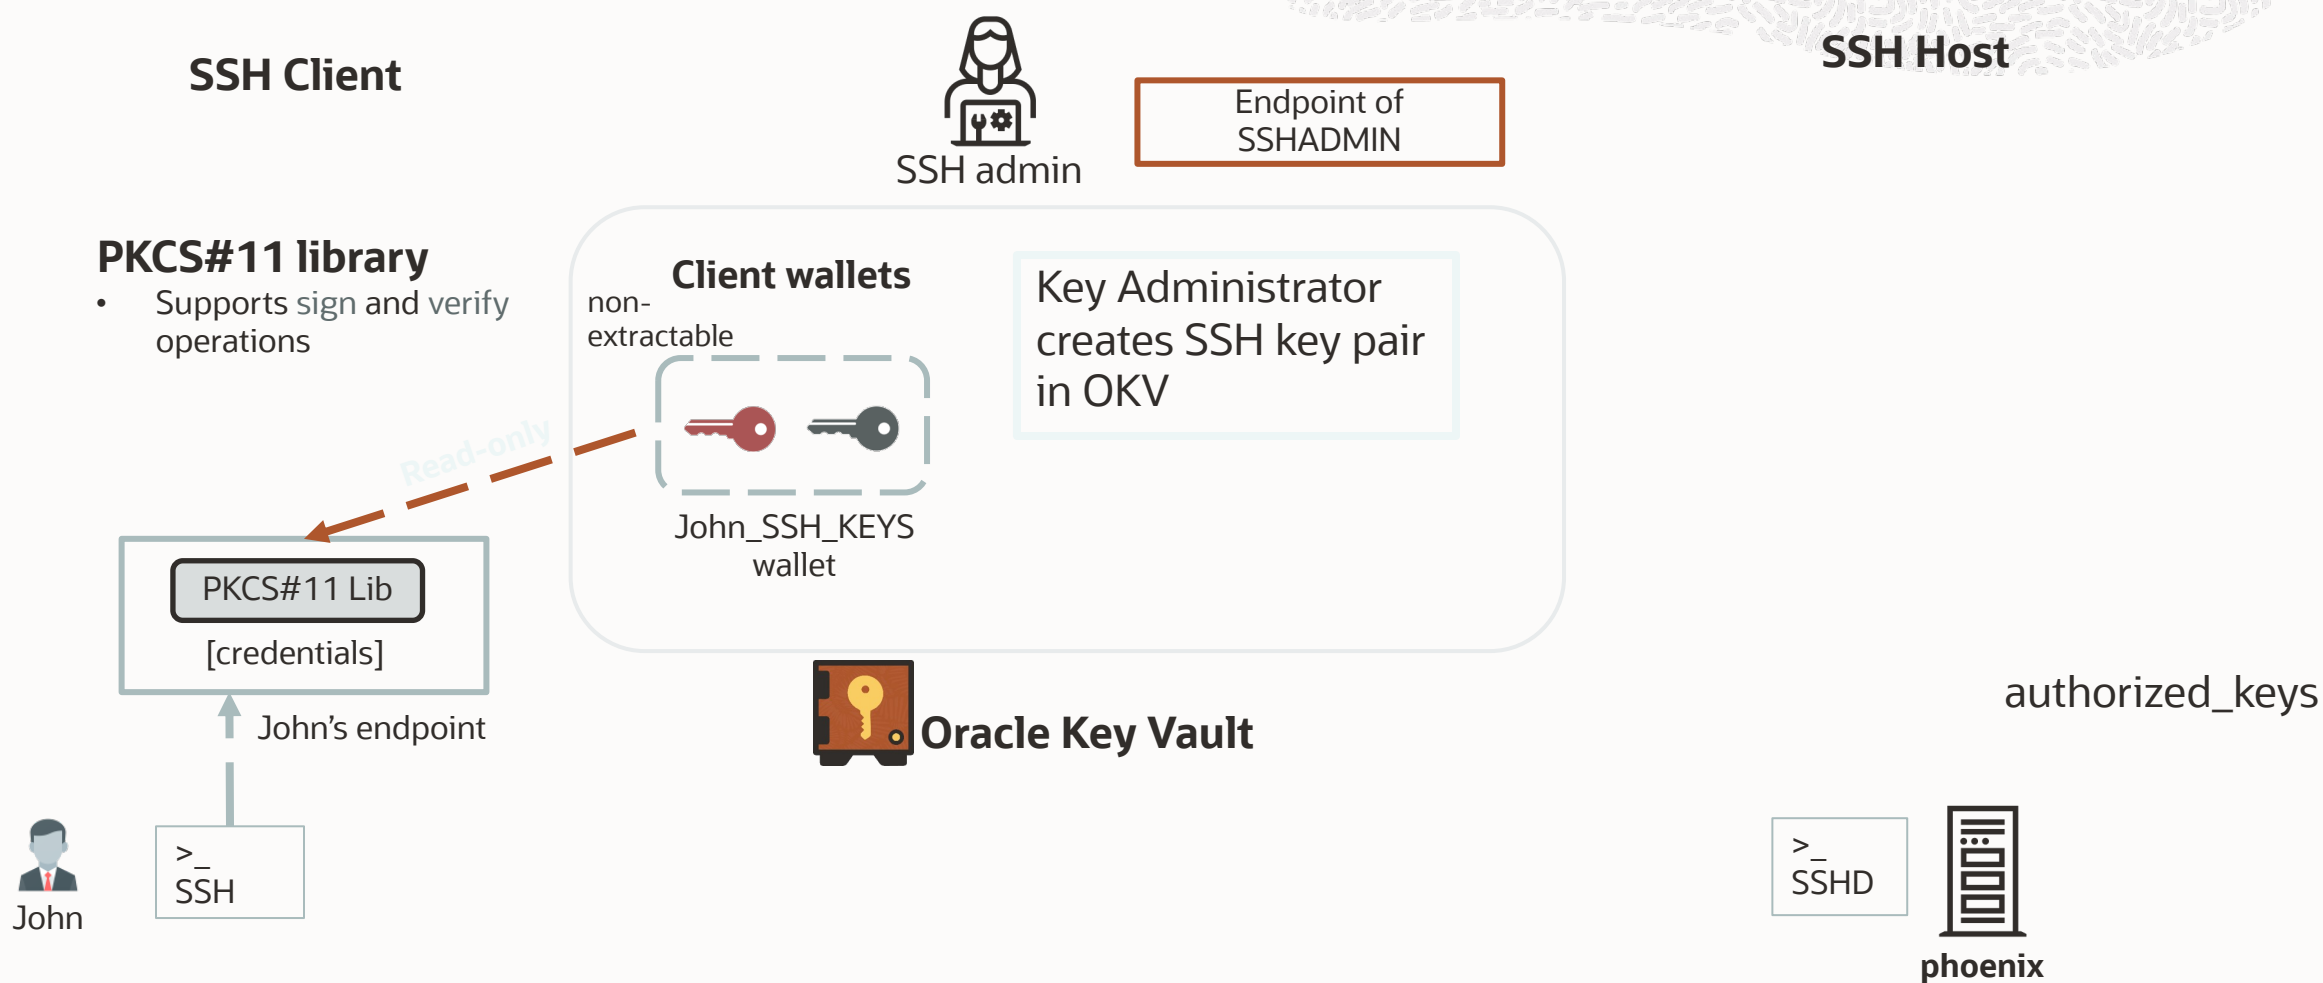 SSH Client
SSH admin
Endpoint of
SSHADMIN
SSH Host
PKCS#11 library
• Supports sign and verify
operations
Client wallets
non-
extractable
Key Administrator
creates SSH key pair
in OKV
Read-only
John_SSH_KEYS
wallet
PKCS#11 Lib
[credentials]
John’s endpoint
Oracle Key Vault
authorized_keys
>_
SSH
John
>_
SSHD
phoenix